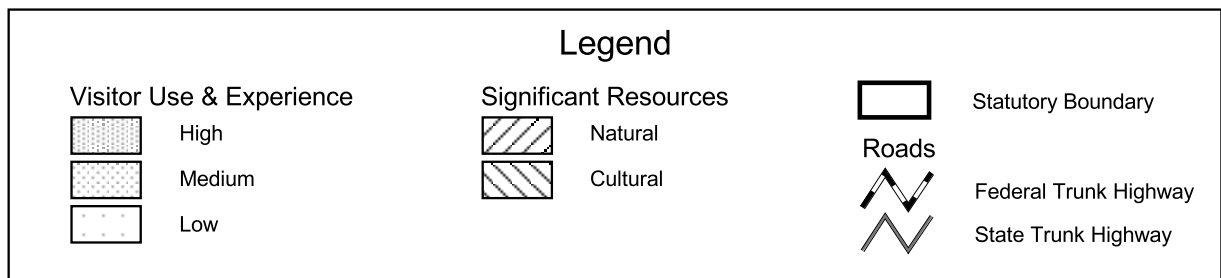 Legend
Visitor Use & Experience
High
Medium
Low
Significant Resources
Natural
Cultural
Statutory Boundary
Roads
Federal Trunk Highway
State Trunk Highway